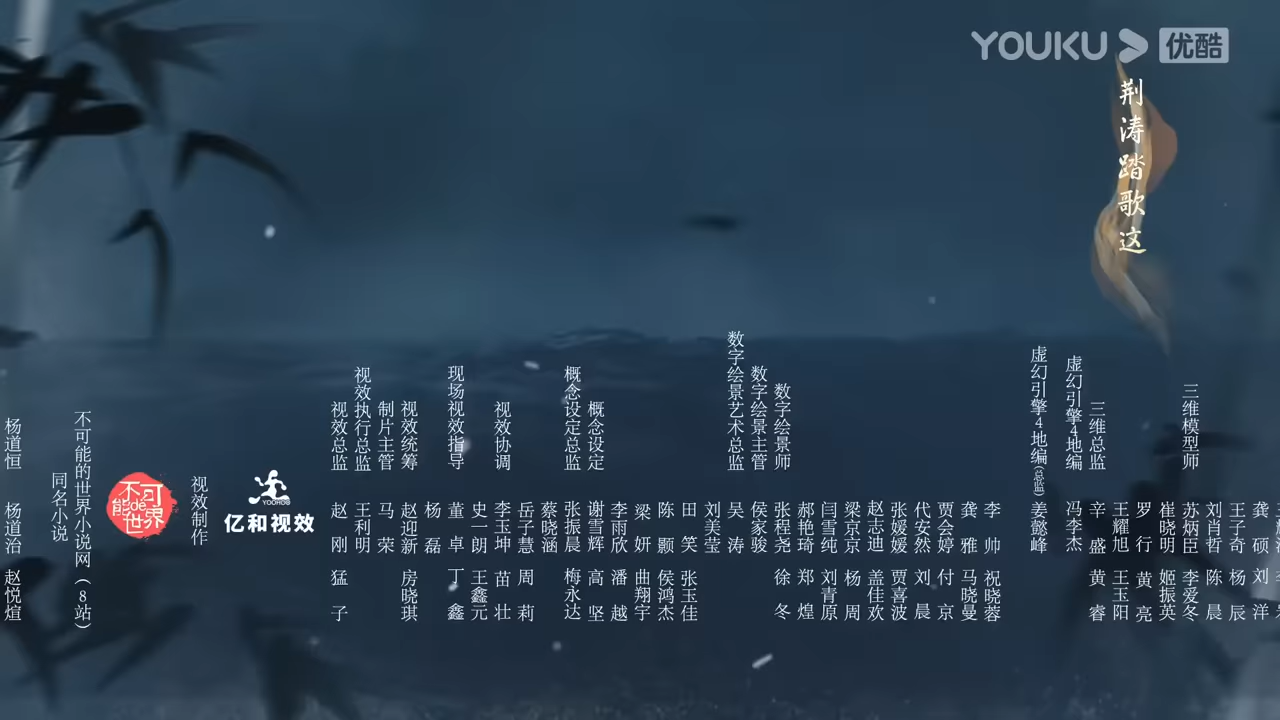 YOUKU 优酷
荆涛踏歌这
杨道恒 杨道治 赵悦煊
同名小说
不可能的世界小说网（8站）
不可能de世界
视效制作
亿和视效
视效总监 赵刚 猛子
视效执行总监 王利明
制片主管 马荣
视效统筹 赵迎新 房晓琪
杨磊
现场视效指导 董卓 丁鑫
史一朗 王鑫元
视效协调 李玉坤 苗壮
岳子慧 周莉
蔡晓涵
概念设定总监 张振晨 梅永达
概念设定 谢雪辉 高坚
李雨欣 潘越
梁妍 曲翔宇
陈颢 侯鸿杰
田笑 张玉佳
刘美莹
数字绘景艺术总监 吴涛
数字绘景主管 侯家骏
数字绘景师 张程尧 徐冬
郝艳琦 郑煌
闫雪纯 刘青原
梁京京 杨周
赵志迪 盖佳欢
张媛媛 贾喜波
代安然 刘晨
贾会婷 付京
龚雅 马晓曼
李帅 祝晓蓉
虚幻引擎4地编(总监) 姜懿峰
虚幻引擎4地编 冯李杰
三维总监 辛盛 黄睿
王耀旭 王玉阳
罗行 黄亮
崔晓明 姬振英
三维模型师 苏炳臣 李爱冬
刘肖哲 陈晨
王子奇 杨辰
龚硕 刘洋